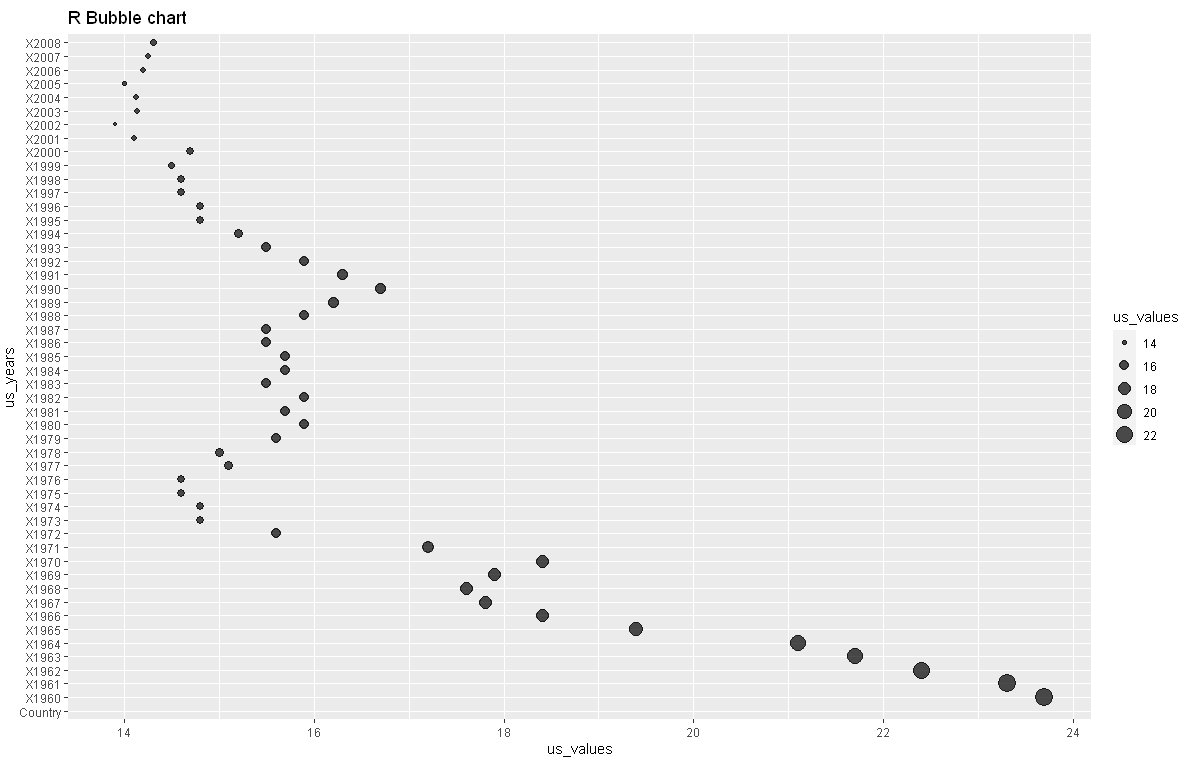 R Bubble chart
X2008
X2007
X2006
X2005
X2004
X2003
X2002
X2001
X2000
X1999
X1998
X1997
X1996
X1995
X1994
X1993
X1992
X1991
X1990
X1989
X1988
X1987
X1986
X1985
X1984
X1983
X1982
X1981
X1980
X1979
X1978
X1977
X1976
X1975
X1974
X1973
X1972
X1971
X1970
X1969
X1968
X1967
X1966
X1965
X1964
X1963
X1962
X1961
X1960
Country
us_years
14 16 18 20 22 24
us_values
us_values
14
16
18
20
22